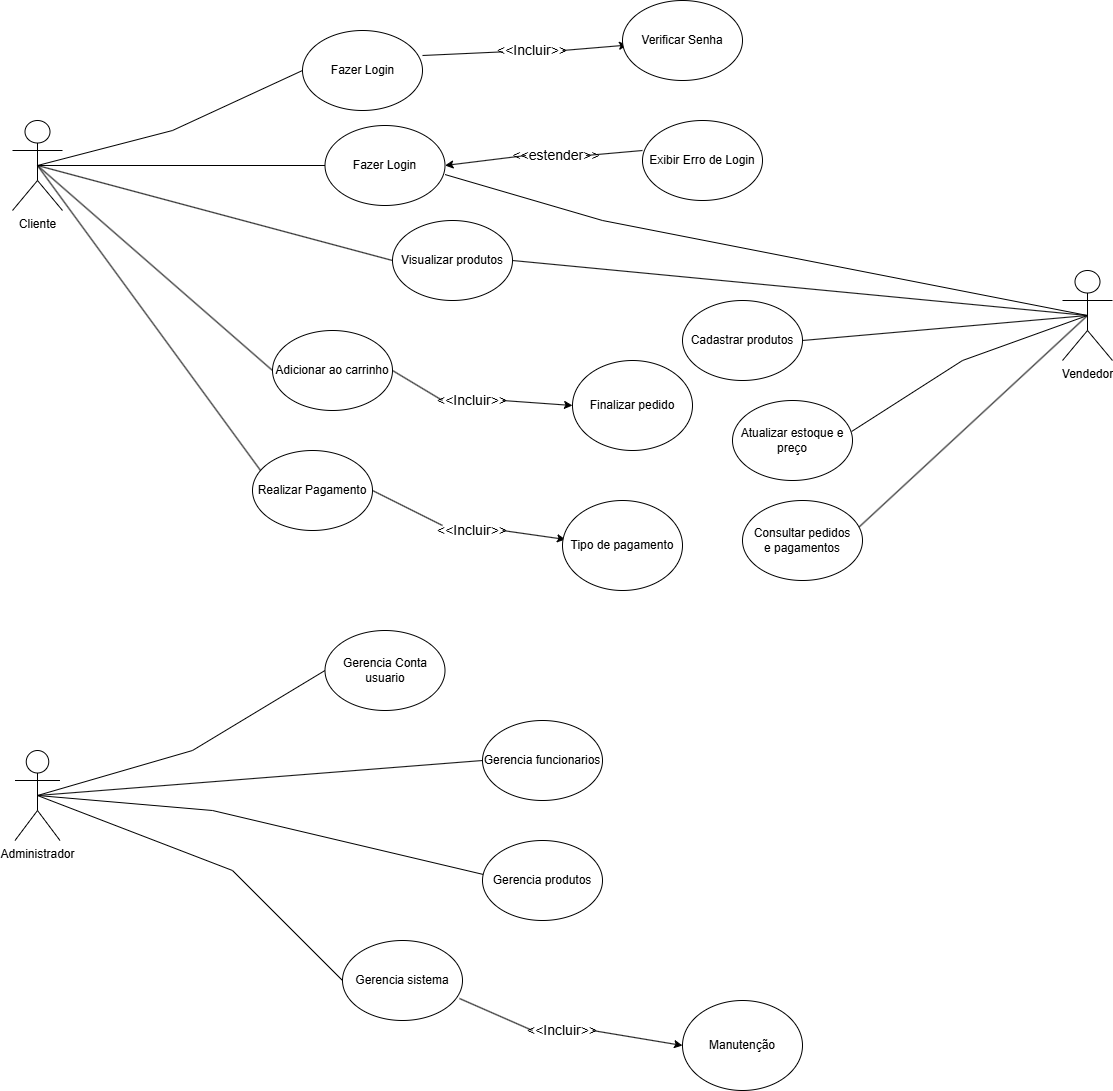 Verificar Senha
<<Incluir>>
Fazer Login
<<estender>>
Exibir Erro de Login
Fazer Login
Cliente
Visualizar produtos
Cadastrar produtos
Vendedor
Adicionar ao carrinho
<<Incluir>>
Finalizar pedido
Atualizar estoque e
preço
Realizar Pagamento
<<Incluir>>
Tipo de pagamento
Consultar pedidos
e pagamentos
Gerencia Conta
usuario
Gerencia funcionarios
Administrador
Gerencia produtos
Gerencia sistema
<<Incluir>>
Manutenção